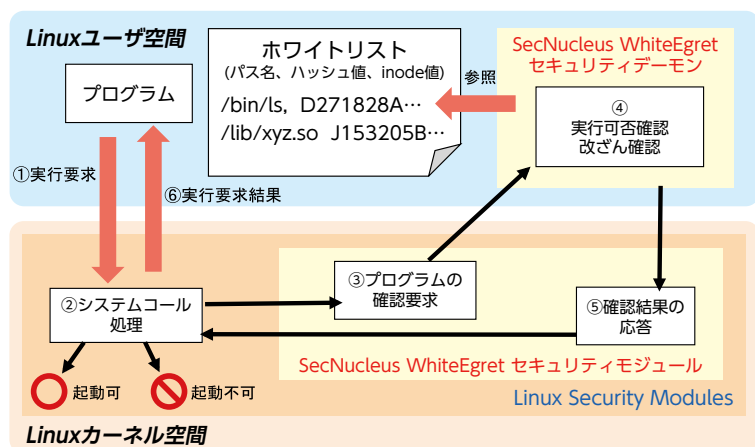 Linuxユーザ空間
ホワイトリスト
(パス名、ハッシュ値、inode値)
/bin/ls, D271828A…
/lib/xyz.so J153205B…
SecNucleus WhiteEgret
セキュリティデーモン
参照
プログラム
④
実行可否確認
改ざん確認
①実行要求
⑥実行要求結果
③プログラムの
確認要求
②システムコール
処理
⑤確認結果の
応答
SecNucleus WhiteEgret セキュリティモジュール
起動可
起動不可
Linux Security Modules
Linuxカーネル空間